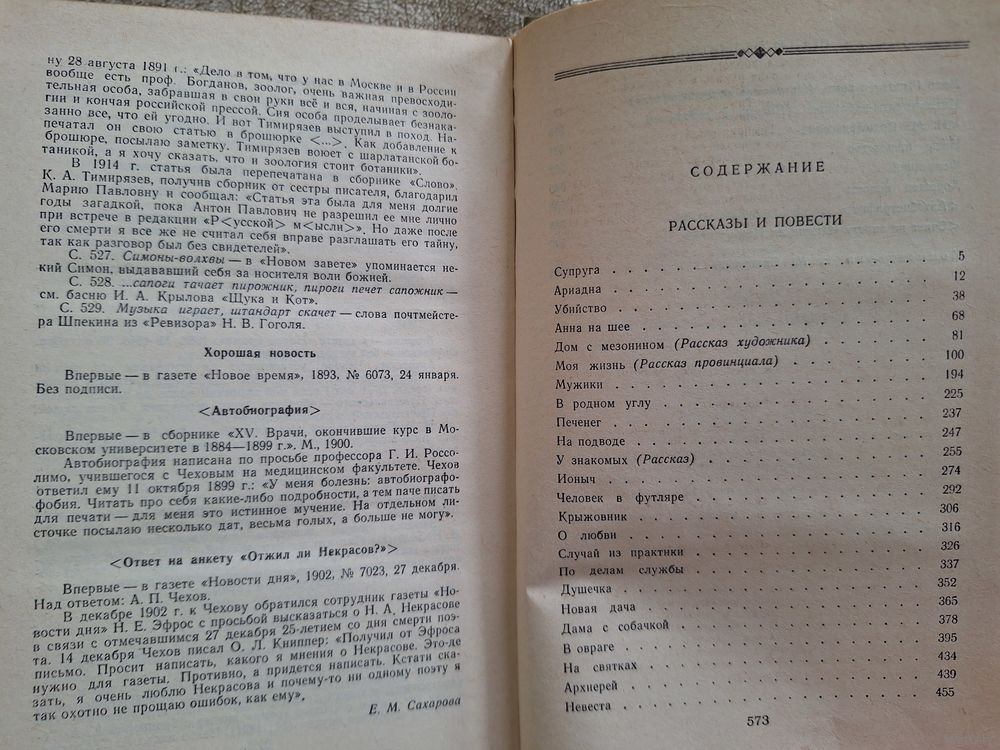 ну 28 августа 1891 г.: «Дело в том, что у нас в Москве и в России
вообще есть проф. Богданов, зоолог, очень важная превосходи-
тельная особа, забравшая в свои руки всё и вся, начиная с зооло-
гии и кончая российской прессой. Сия особа проделывает безнака-
занно все, что ей угодно. И вот Тимирязев выступил в поход. На-
печатал он свою статью в брошюрке <...>. Как добавление к
брошюре, посылаю заметку. Тимирязев воюет с шарлатанской бо-
таникой, а я хочу сказать, что и зоология стоит ботаники».
В 1914 г. статья была перепечатана в сборнике «Слово».
К. А. Тимирязев, получив сборник от сестры писателя, благодарил
Марию Павловну и сообщал: «Статья эта была для меня долгие
годы загадкой, пока Антон Павлович не разрешил ее мне лично
при встрече в редакции «Р<усской> м<ысли>». Но даже после
его смерти я все же не считал себя вправе разглашать его тайну,
так как разговор был без свидетелей».
С. 527. Симоны-волхвы — в «Новом завете» упоминается не-
кий Симон, выдававший себя за носителя воли божией.
С. 528. ...сапоги тачает пирожник, пироги печет сапожник —
см. басню И. А. Крылова «Щука и Кот».
С. 529. Музыка играет, штандарт скачет — слова почтмейсте-
ра Шпекина из «Ревизора» Н. В. Гоголя.
Хорошая новость
Впервые — в газете «Новое время», 1893, № 6073, 24 января.
Без подписи.
<Автобиография>
Впервые — в сборнике «XV. Врачи, окончившие курс в Мо-
сковском университете в 1884—1899 г.». М., 1900.
Автобиография написана по просьбе профессора Г. И. Россо-
лимо, учившегося с Чеховым на медицинском факультете. Чехов
ответил ему 11 октября 1899 г.: «У меня болезнь: автобиографо-
фобия. Читать про себя какие-либо подробности, а тем паче писать
для печати — для меня это истинное мучение. На отдельном ли-
сточке посылаю несколько дат, весьма голых, а больше не могу».
<Ответ на анкету «Отжил ли Некрасов?»>
Впервые — в газете «Новости дня», 1902, № 7023, 27 декабря.
Над ответом: А. П. Чехов.
В декабре 1902 г. к Чехову обратился сотрудник газеты «Но-
вости дня» Н. Е. Эфрос с просьбой высказаться о Н. А. Некрасове
в связи с отмечавшимся 27 декабря 25-летием со дня смерти поэ-
та. 14 декабря Чехов писал О. Л. Книппер: «Получил от Эфроса
письмо. Просит написать, какого я мнения о Некрасове. Это-де
нужно для газеты. Противно, а придется написать. Кстати ска-
зать, я очень люблю Некрасова и почему-то ни одному поэту я
так охотно не прощаю ошибок, как ему».
Е. М. Сахарова
СОДЕРЖАНИЕ
РАССКАЗЫ И ПОВЕСТИ
Супруга . . . . . . . . . . 5
Ариадна . . . . . . . . . . 12
Убийство . . . . . . . . . . 38
Анна на шее . . . . . . . . . . 68
Дом с мезонином (Рассказ художника) . . . . . 81
Моя жизнь (Рассказ провинциала) . . . . . 100
Мужики . . . . . . . . . . 194
В родном углу . . . . . . . . . . 225
Печенег . . . . . . . . . . 237
На подводе . . . . . . . . . . 247
У знакомых (Рассказ) . . . . . . . . 255
Ионыч . . . . . . . . . . 274
Человек в футляре . . . . . . . . . . 292
Крыжовник . . . . . . . . . . 306
О любви . . . . . . . . . . 316
Случай из практики . . . . . . . . . . 326
По делам службы . . . . . . . . . . 337
Душечка . . . . . . . . . . 352
Новая дача . . . . . . . . . . 365
Дама с собачкой . . . . . . . . . . 378
В овраге . . . . . . . . . . 395
На святках . . . . . . . . . . 434
Архиерей . . . . . . . . . . 439
Невеста . . . . . . . . . . 455
573